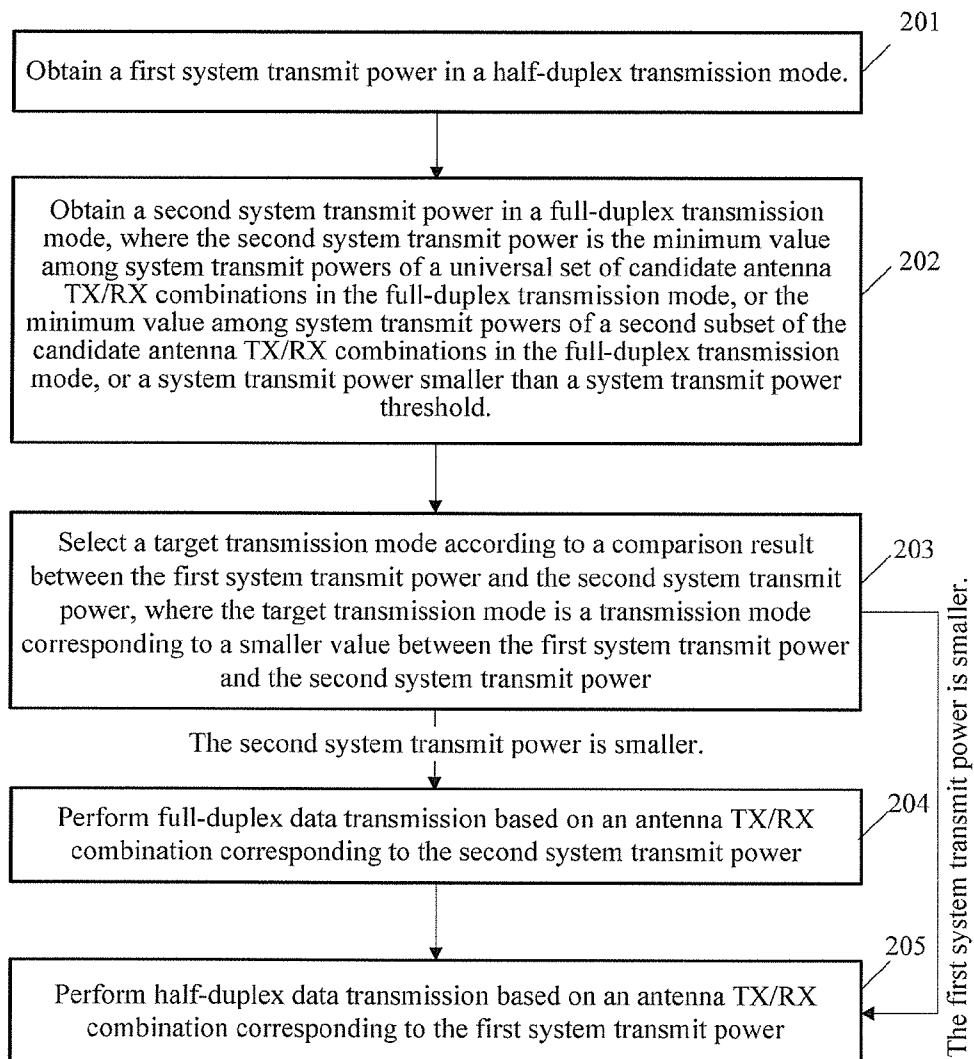 201
Obtain a first system transmit power in a half-duplex transmission mode.
Obtain a second system transmit power in a full-duplex transmission
mode, where the second system transmit power is the minimum value
among system transmit powers of a universal set of candidate antenna
TX/RX combinations in the full-duplex transmission mode, or the
minimum value among system transmit powers of a second subset of the
candidate antenna TX/RX combinations in the full-duplex transmission
mode, or a system transmit power smaller than a system transmit power
threshold.
202
Select a target transmission mode according to a comparison result
between the first system transmit power and the second system transmit
power, where the target transmission mode is a transmission mode
corresponding to a smaller value between the first system transmit power
and the second system transmit power
203
The first system transmit power is smaller.
The second system transmit power is smaller.
Perform full-duplex data transmission based on an antenna TX/RX
combination corresponding to the second system transmit power
204
205
Perform half-duplex data transmission based on an antenna TX/RX
combination corresponding to the first system transmit power